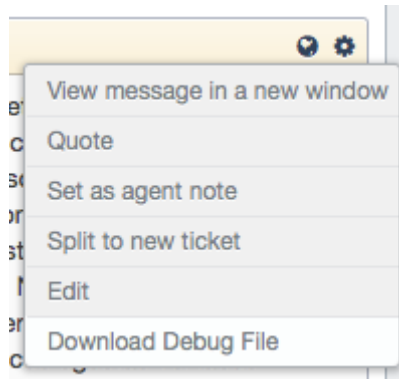 View message in a new window
Quote
Set as agent note
Split to new ticket
Edit
Download Debug File